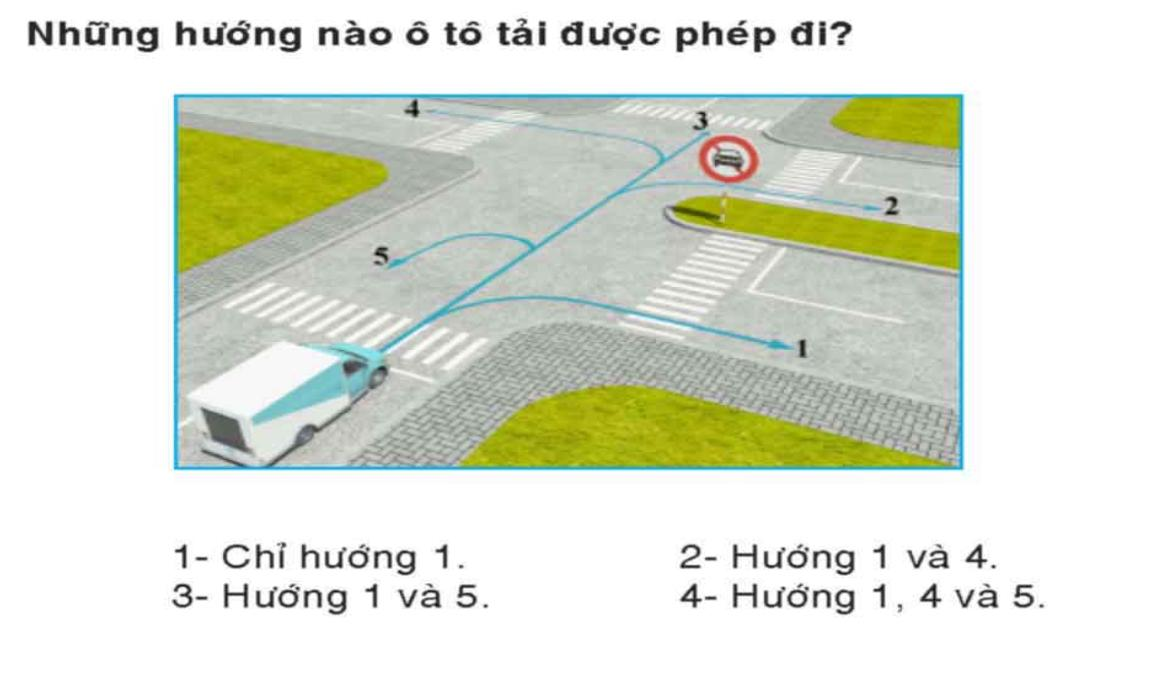 Những hướng nào ô tô tải được phép đi?
4
3
2
5
1
1- Chỉ hướng 1.
2- Hướng 1 và 4.
3- Hướng 1 và 5.
4- Hướng 1, 4 và 5.